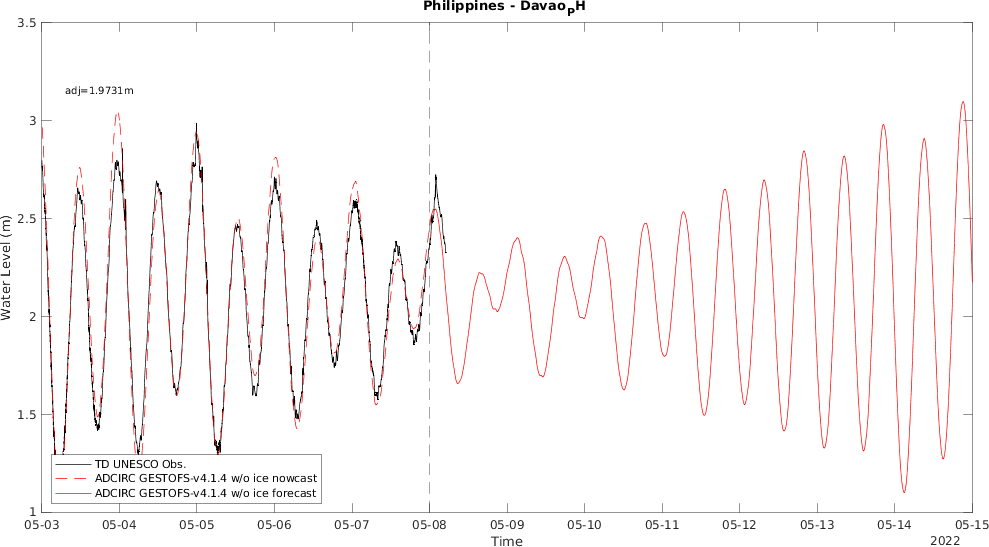 Philippines - Davao_pH
adj=1.9731m
Water Level (m)
3.5
3
2.5
2
1.5
1
TD UNESCO Obs.
ADCIRC GESTOFS-v4.1.4 w/o ice nowcast
ADCIRC GESTOFS-v4.1.4 w/o ice forecast
05-03 05-04 05-05 05-06 05-07 05-08 05-09 05-10 05-11 05-12 05-13 05-14 05-15
Time
2022